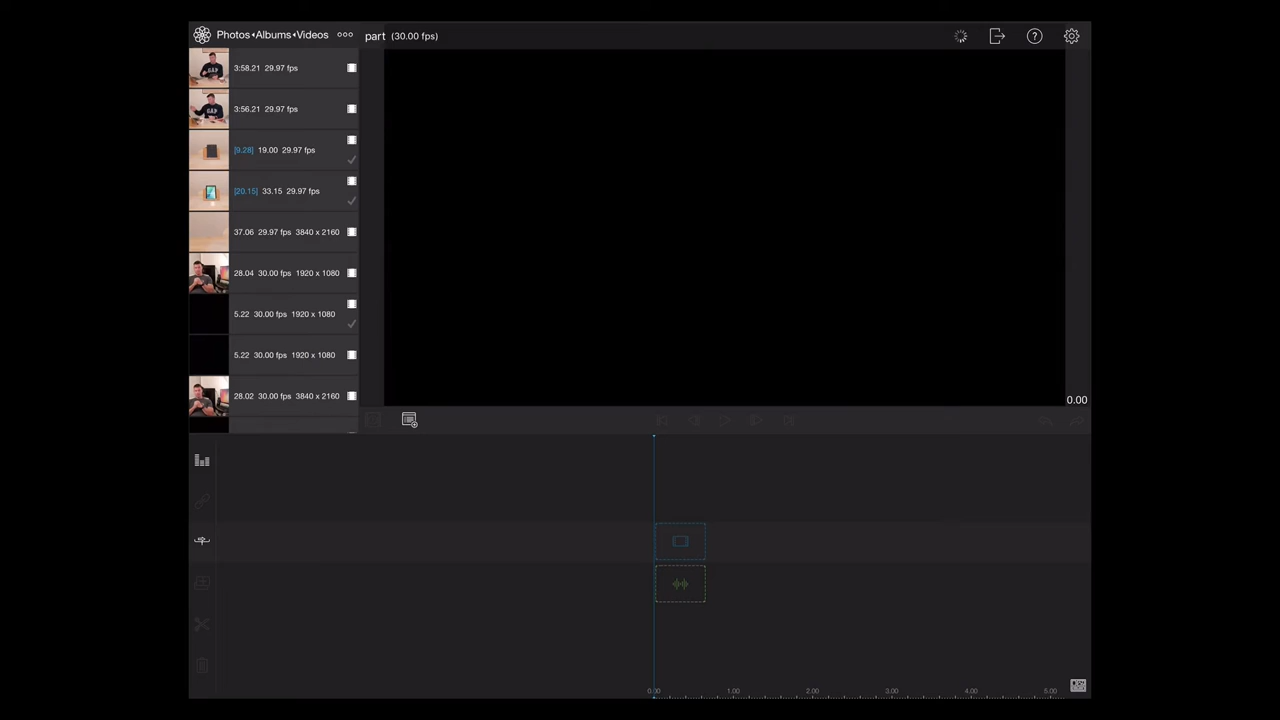 Photos Albums Videos ooo part (30.00 fps) ?
3:58.21 29.97 fps
GAP
3:56.21 29.97 fps
[9.28] 19.00 29.97 fps
[20.15] 33.15 29.97 fps
37.06 29.97 fps 3840 x 2160
28.04 30.00 fps 1920 x 1080
5.22 30.00 fps 1920 x 1080
5.22 30.00 fps 1920 x 1080
28.02 30.00 fps 3840 x 2160
0.00
0.00 1.00 2.00 3.00 4.00 5.00